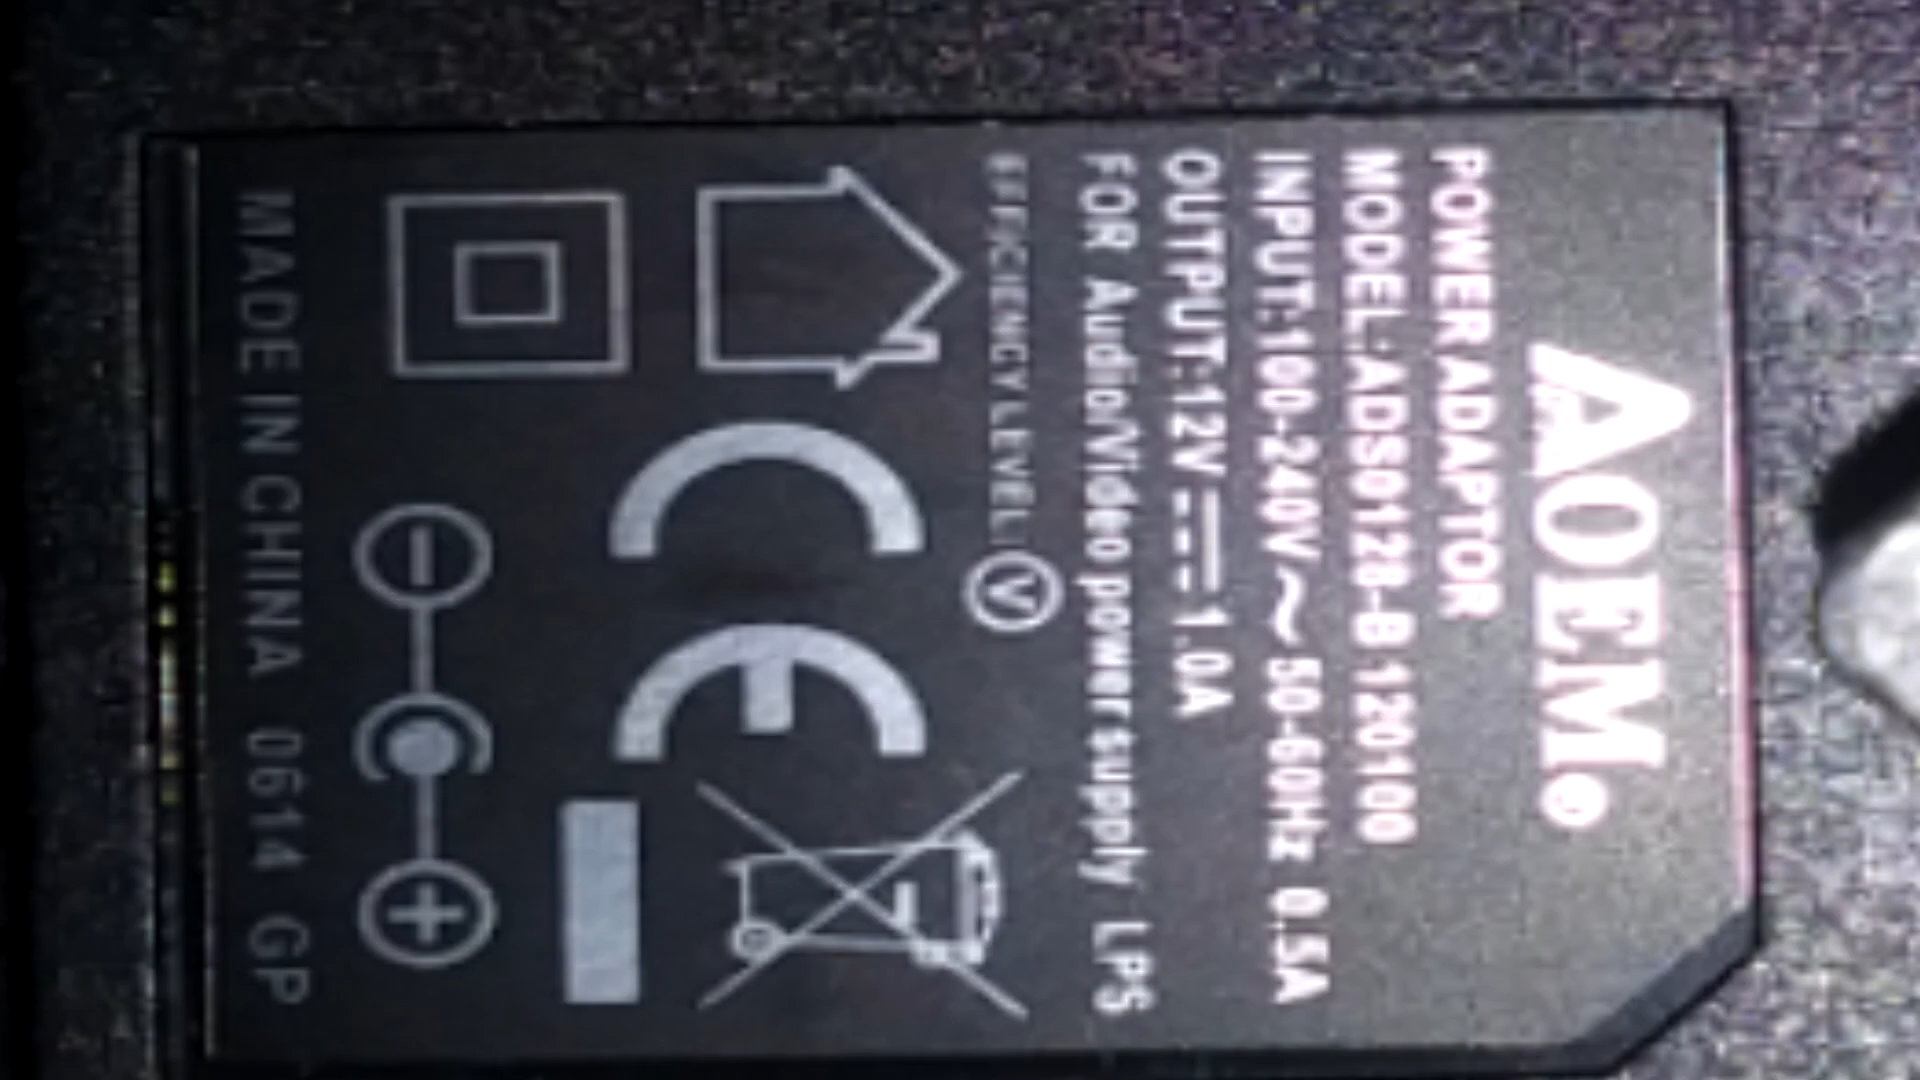 AOEM
POWER ADAPTOR
MODEL:ADS0128-B 120100
INPUT:100-240V~50-60Hz 0.5A
OUTPUT:12V⎓1.0A
FOR Audio/Video power supply LPS
EFFICIENCY LEVEL V
CE
MADE IN CHINA 0614 GP